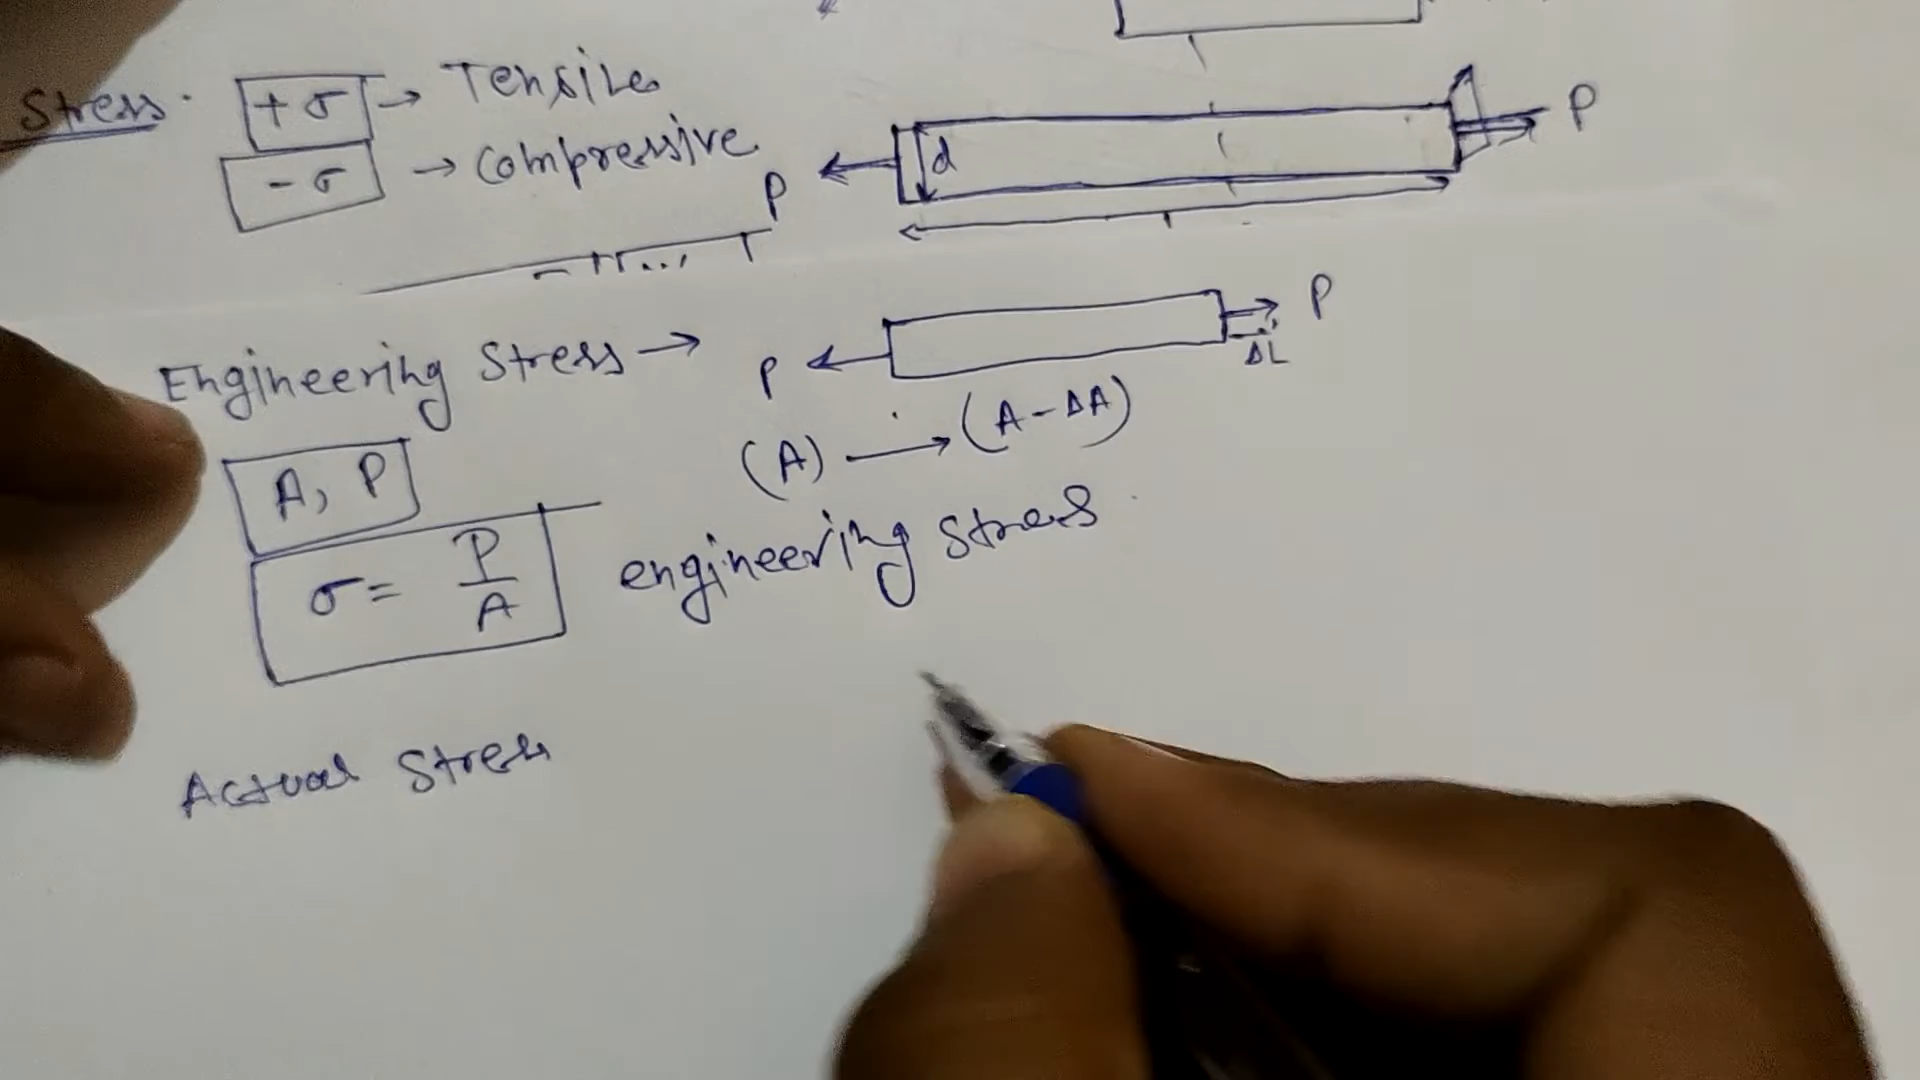 Stress. +σ → Tensile
-σ → Compressive
d
P
P
Engineering Stress →
P
P
ΔL
(A) → (A-ΔA)
A, P
σ = P/A engineering stress
Actual Stress